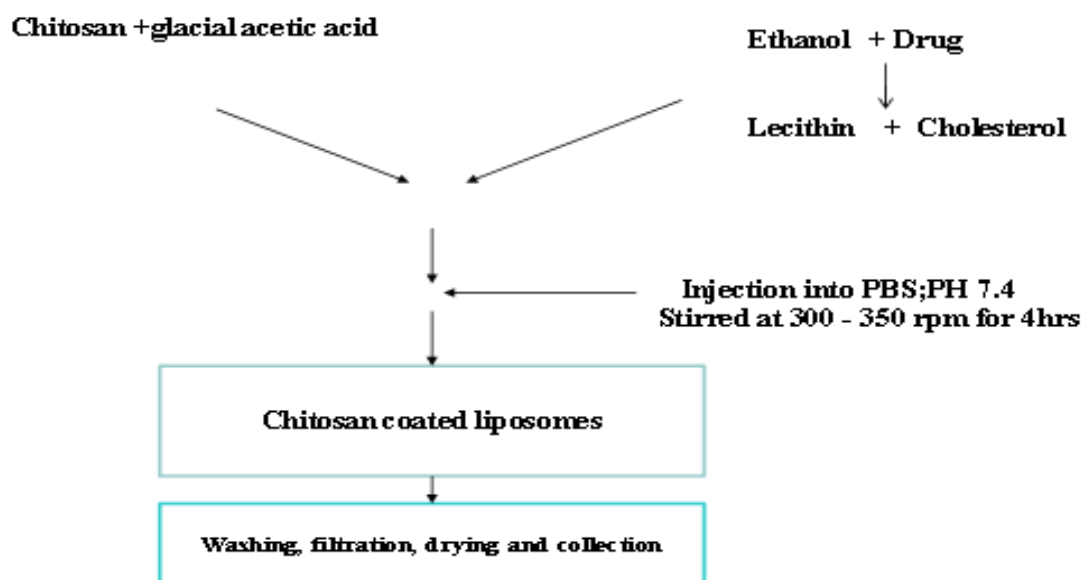 Chitosan +glacial acetic acid
Ethanol + Drug
Lecithin + Cholesterol
Injection into PBS;PH 7.4
Stirred at 300 - 350 rpm for 4hrs
Chitosan coated liposomes
Washing, filtration, drying and collection